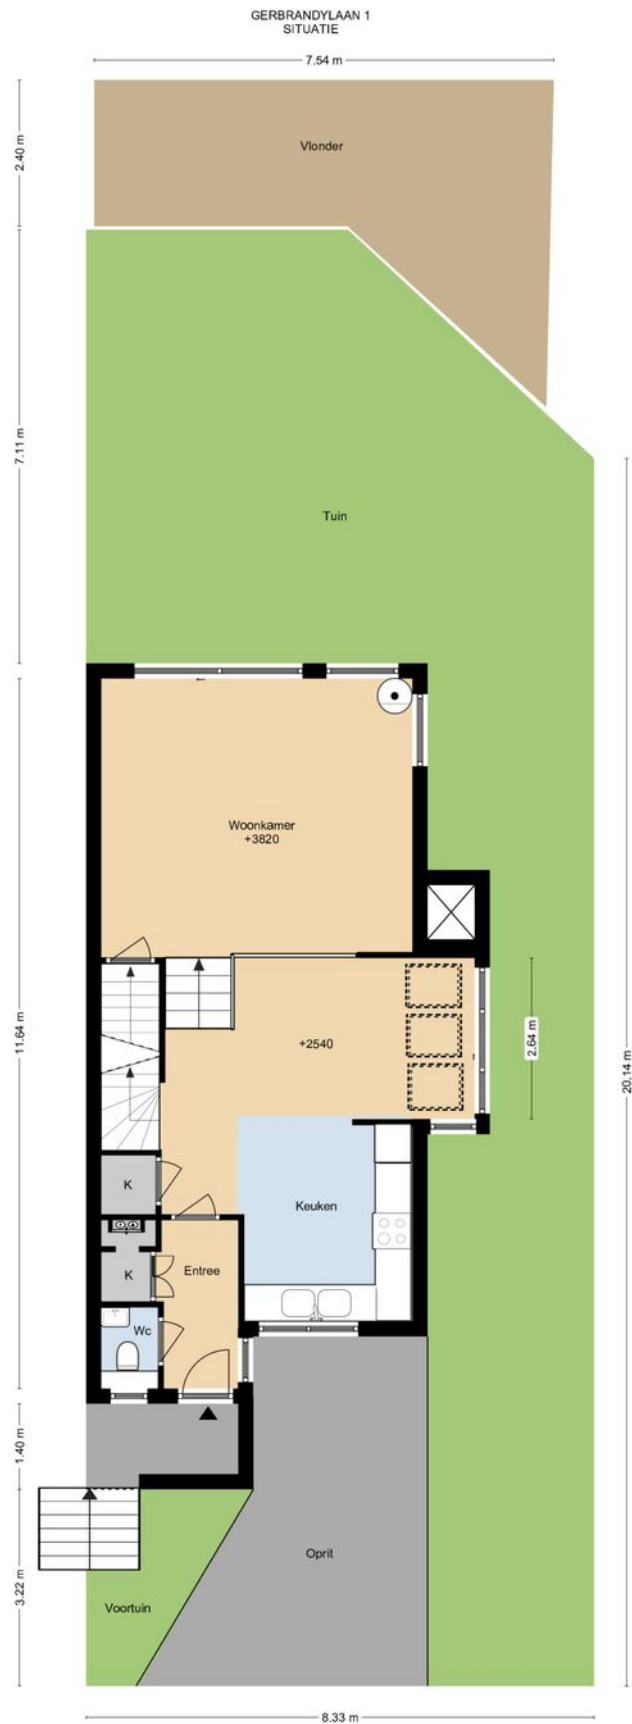 GERBRANDYLAAN 1
SITUATIE
7.54 m
2.40 m
Vlonder
7.11 m
Tuin
Woonkamer
+3820
11.64 m
+2540
2.64 m
20.14 m
K
Keuken
K
Entree
Wc
1.40 m
Oprit
3.22 m
Voortuin
8.33 m